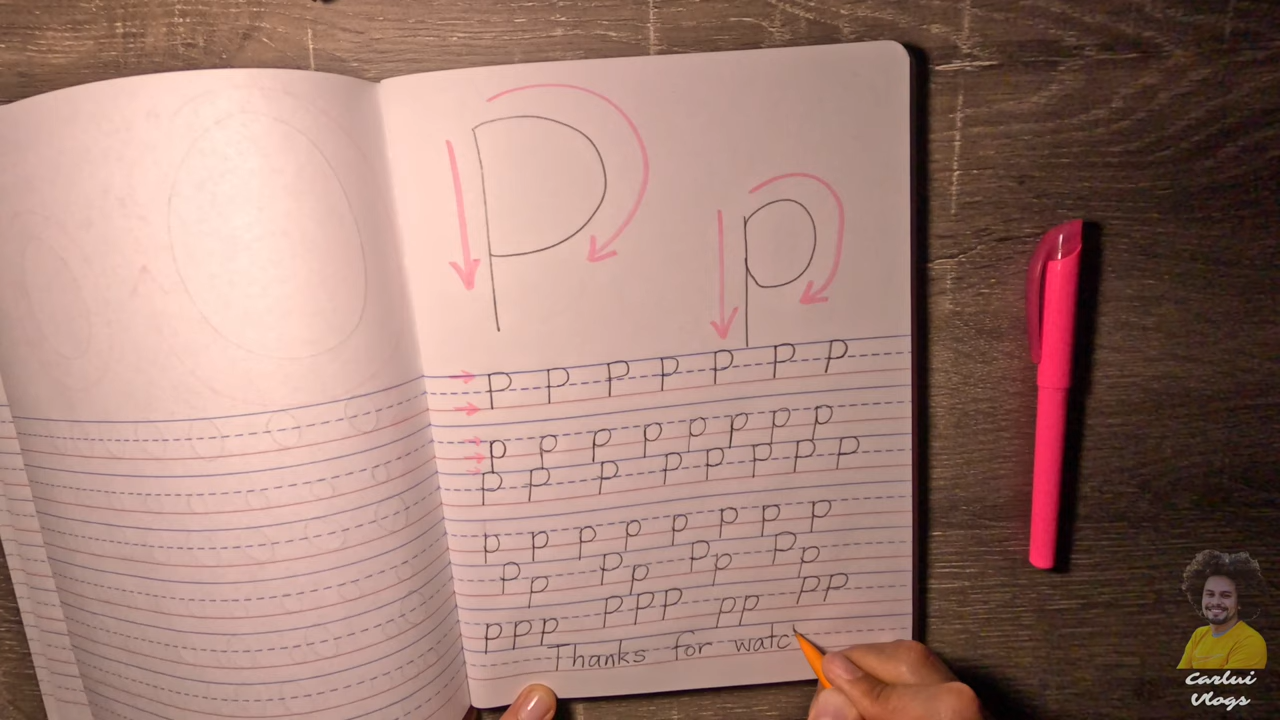 P
p
P P P P P P P
p p p p p p p p
P P P P P P P P
p p p p p p p p
P p P p P p P p
p p p P P P p p P P
Thanks for watc
Carlui
Vlogs